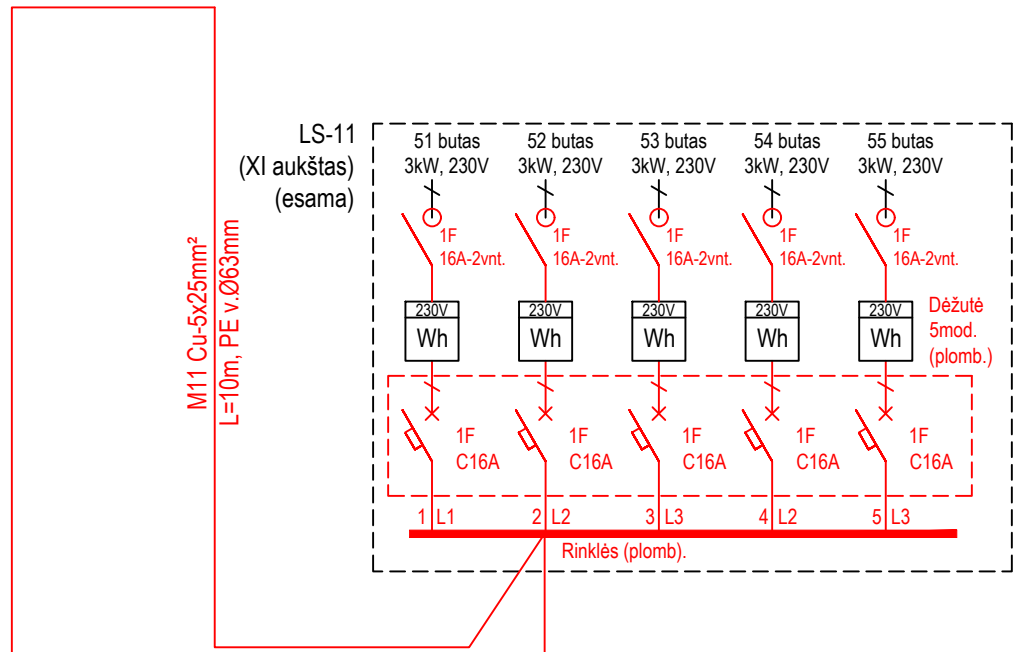 LS-11
(XI aukštas)
(esama)
51 butas
3kW, 230V
52 butas
3kW, 230V
53 butas
3kW, 230V
54 butas
3kW, 230V
55 butas
3kW, 230V
1F
16A-2vnt.
1F
16A-2vnt.
1F
16A-2vnt.
1F
16A-2vnt.
1F
16A-2vnt.
M11 Cu-5x25mm²
L=10m, PE v.Ø63mm
230V
Wh
230V
Wh
230V
Wh
230V
Wh
230V
Wh
Dėžutė
5mod.
(plomb.)
1F
C16A
1F
C16A
1F
C16A
1F
C16A
1F
C16A
1 L1
2 L2
3 L3
4 L2
5 L3
Rinklės (plomb).